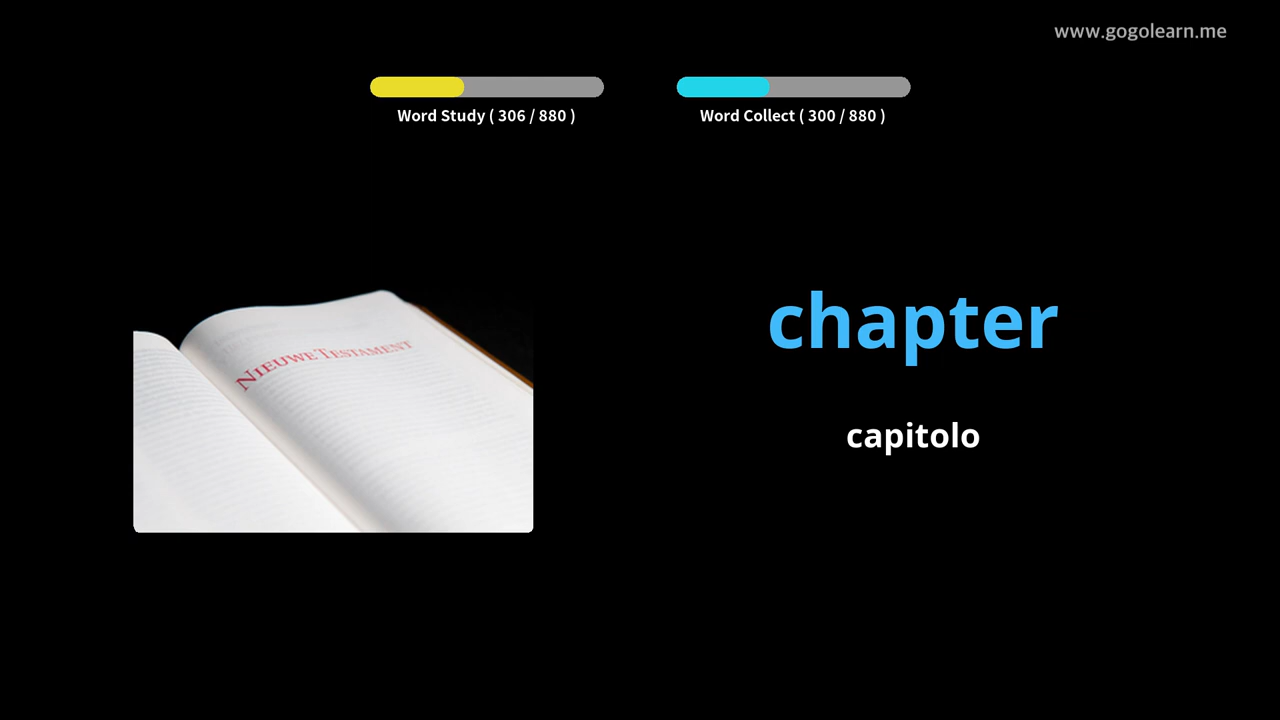 www.gogolearn.me
Word Study ( 306 / 880 )
Word Collect ( 300 / 880 )
NIEUWE TESTAMENT
chapter
capitolo